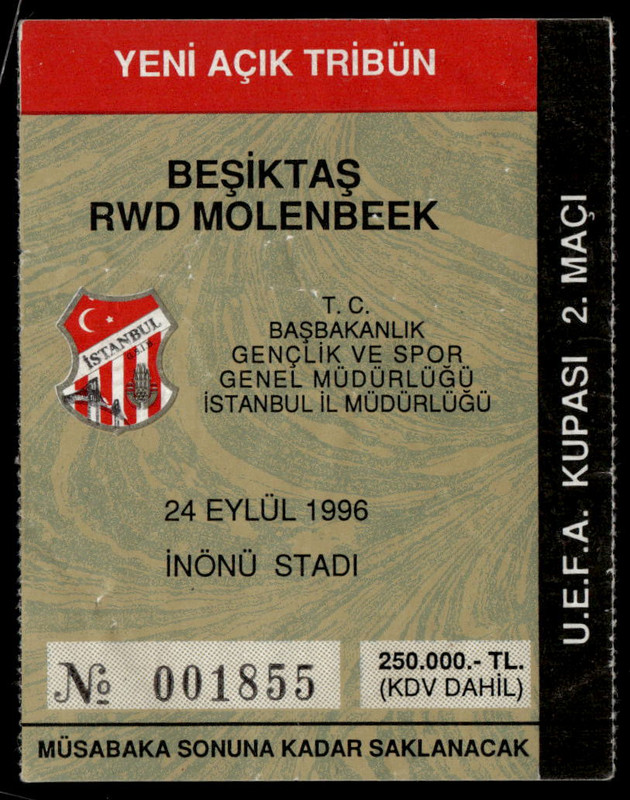 YENİ AÇIK TRİBÜN
BEŞİKTAŞ
RWD MOLENBEEK
İSTANBUL
T. C.
BAŞBAKANLIK
GENÇLİK VE SPOR
GENEL MÜDÜRLÜĞÜ
İSTANBUL İL MÜDÜRLÜĞÜ
24 EYLÜL 1996
İNÖNÜ STADI
№ 001855
250.000.- TL.
(KDV DAHİL)
MÜSABAKA SONUNA KADAR SAKLANACAK
U.E.F.A. KUPASI 2. MAÇI